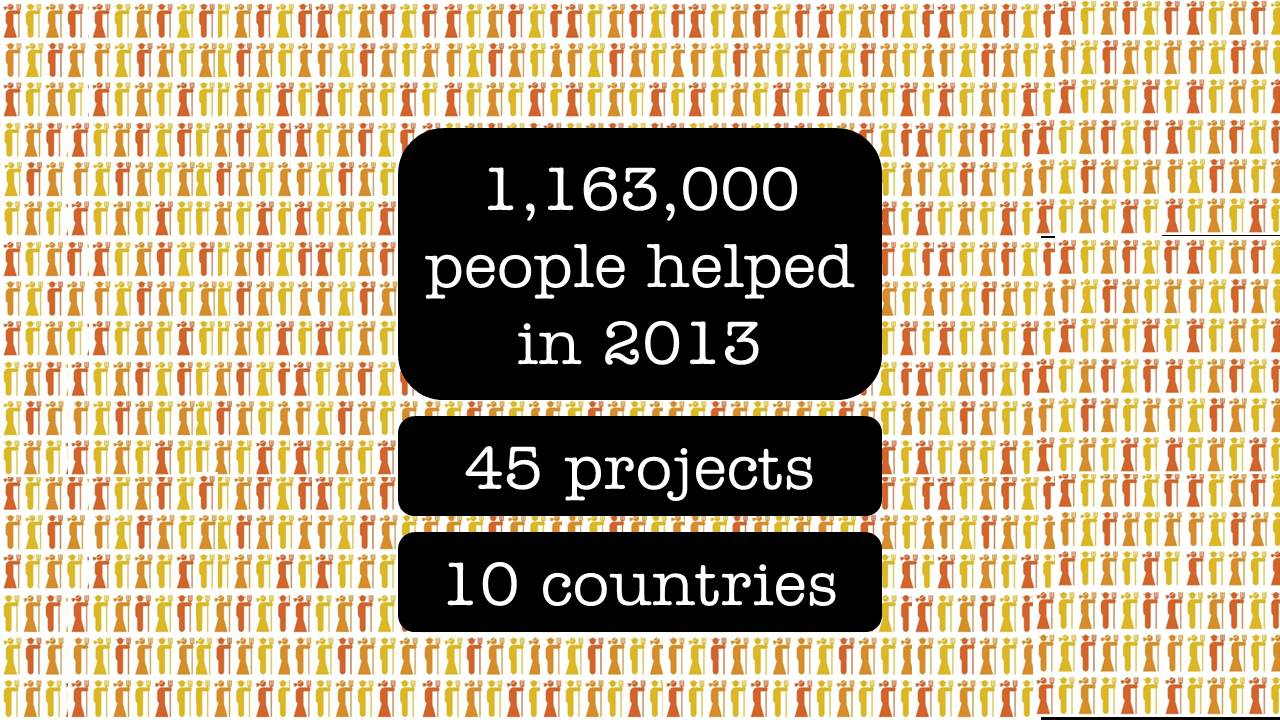 1,163,000
people helped
in 2013
45 projects
10 countries